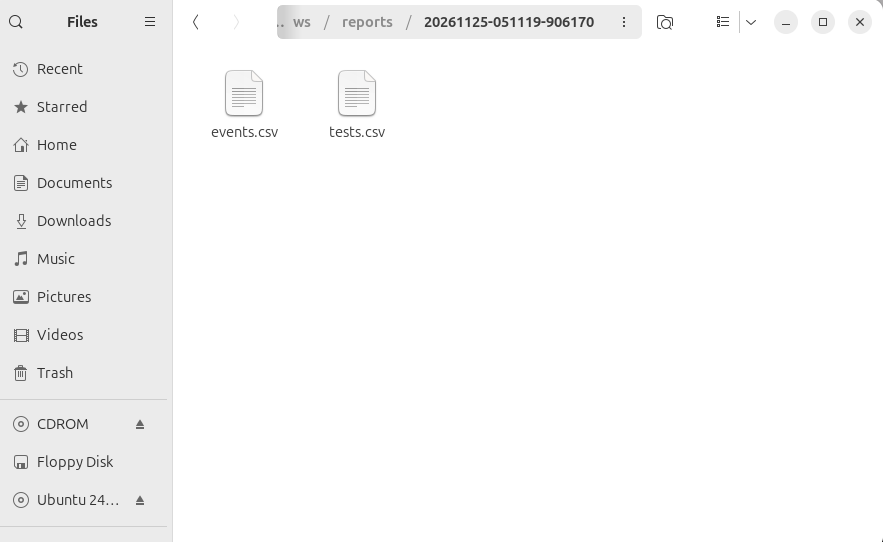 Files
.. ws / reports / 20261125-051119-906170
Recent
Starred
Home
Documents
Downloads
Music
Pictures
Videos
Trash
CDROM
Floppy Disk
Ubuntu 24…
events.csv
tests.csv